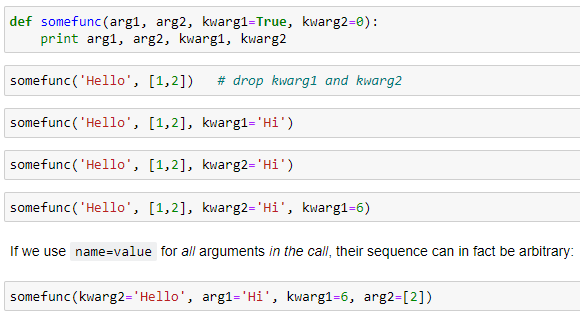 def somefunc(arg1, arg2, kwarg1=True, kwarg2=0):
    print arg1, arg2, kwarg1, kwarg2
somefunc('Hello', [1,2])   # drop kwarg1 and kwarg2
somefunc('Hello', [1,2], kwarg1='Hi')
somefunc('Hello', [1,2], kwarg2='Hi')
somefunc('Hello', [1,2], kwarg2='Hi', kwarg1=6)
If we use name=value for all arguments in the call, their sequence can in fact be arbitrary:
somefunc(kwarg2='Hello', arg1='Hi', kwarg1=6, arg2=[2])